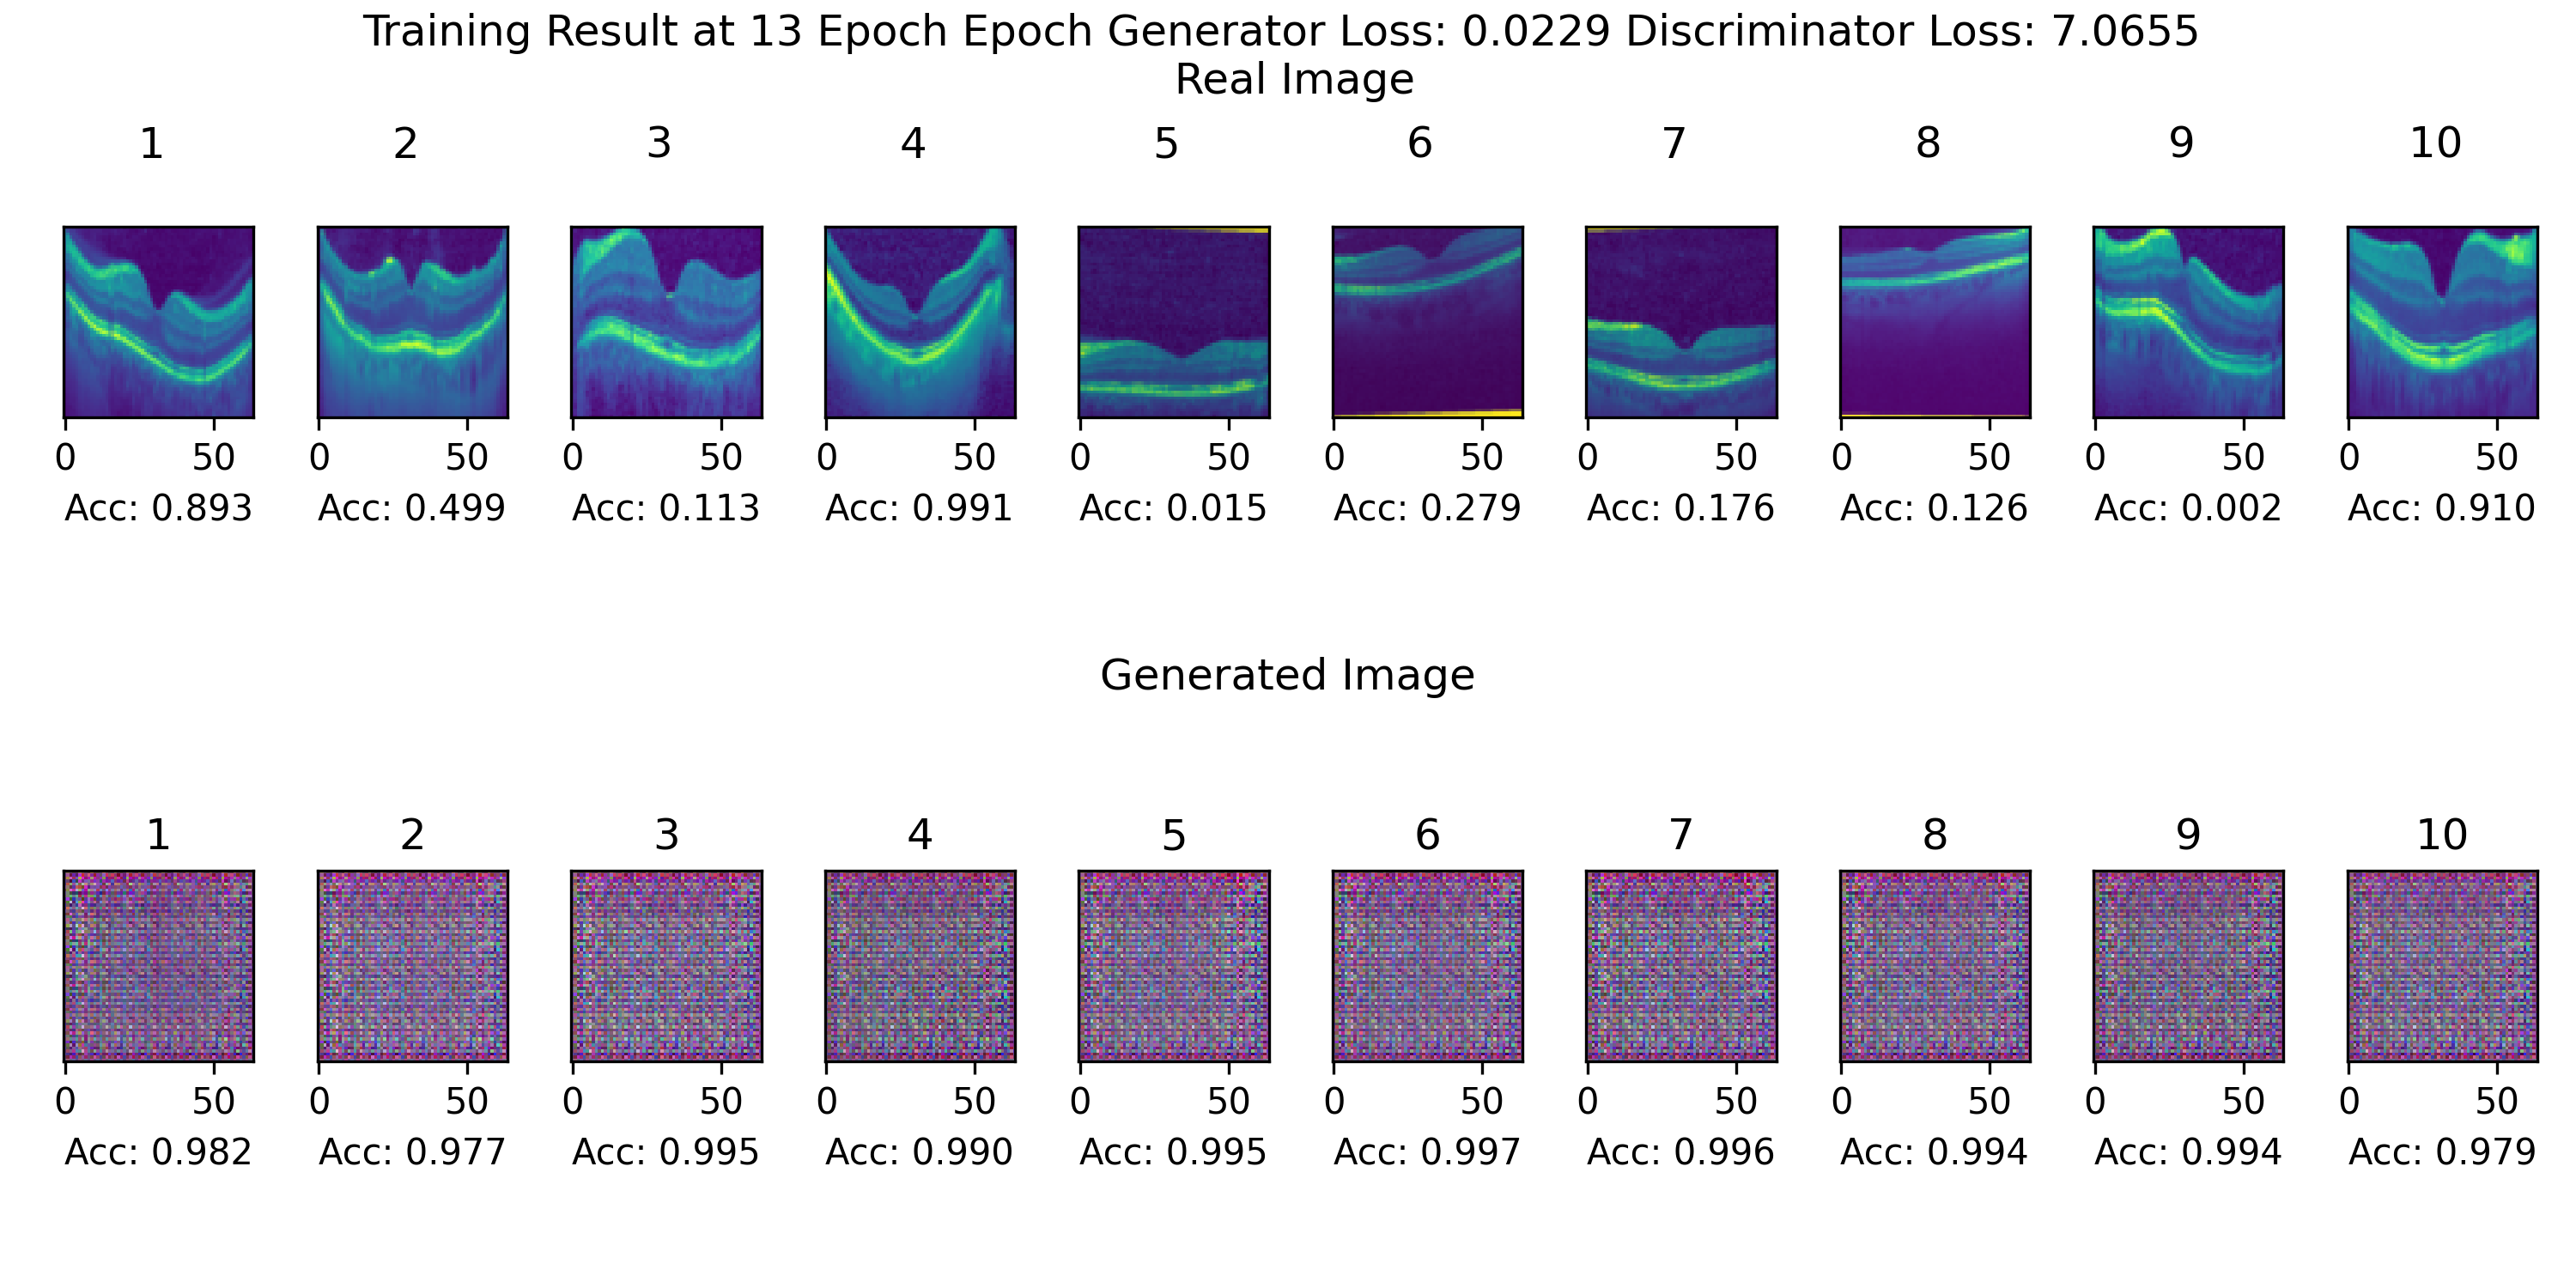 Training Result at 13 Epoch Epoch Generator Loss: 0.0229 Discriminator Loss: 7.0655
Real Image
1 2 3 4 5 6 7 8 9 10
0 50 0 50 0 50 0 50 0 50 0 50 0 50 0 50 0 50 0 50
Acc: 0.893 Acc: 0.499 Acc: 0.113 Acc: 0.991 Acc: 0.015 Acc: 0.279 Acc: 0.176 Acc: 0.126 Acc: 0.002 Acc: 0.910
Generated Image
1 2 3 4 5 6 7 8 9 10
0 50 0 50 0 50 0 50 0 50 0 50 0 50 0 50 0 50 0 50
Acc: 0.982 Acc: 0.977 Acc: 0.995 Acc: 0.990 Acc: 0.995 Acc: 0.997 Acc: 0.996 Acc: 0.994 Acc: 0.994 Acc: 0.979